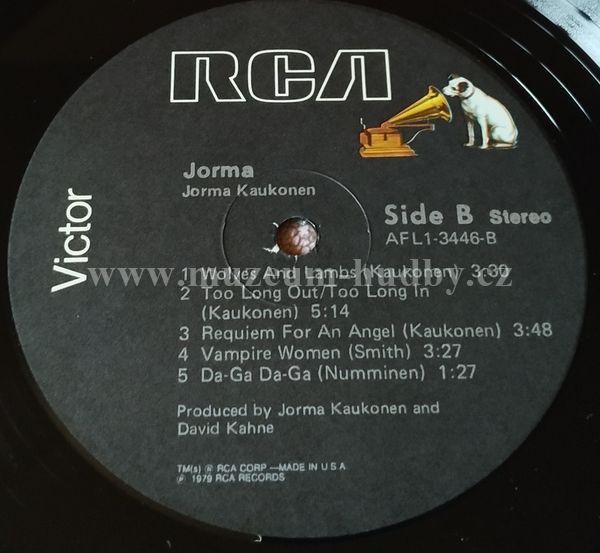 RCA
Victor
Jorma
Jorma Kaukonen
Side B Stereo
AFL1-3446-B
www.muzeum-hudby.cz
1 Wolves And Lambs (Kaukonen) 3:30
2 Too Long Out/Too Long In
(Kaukonen) 5:14
3 Requiem For An Angel (Kaukonen) 3:48
4 Vampire Women (Smith) 3:27
5 Da-Ga Da-Ga (Numminen) 1:27
Produced by Jorma Kaukonen and
David Kahne
TM(s) ® RCA CORP —MADE IN U.S.A.
℗ 1979 RCA RECORDS